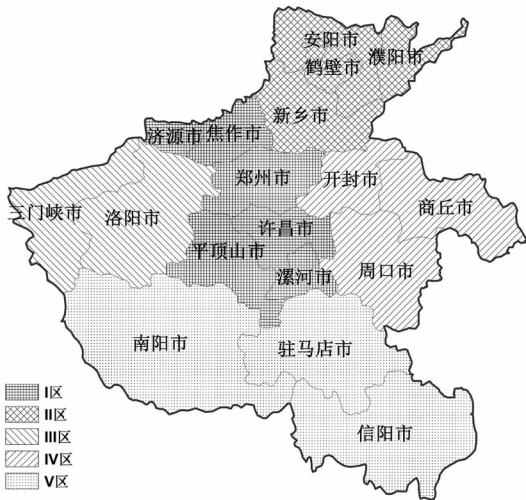 安阳市
鹤壁市
濮阳市
新乡市
济源市
焦作市
郑州市
开封市
三门峡市
洛阳市
商丘市
许昌市
平顶山市
漯河市
周口市
南阳市
驻马店市
信阳市
I区
II区
III区
IV区
V区